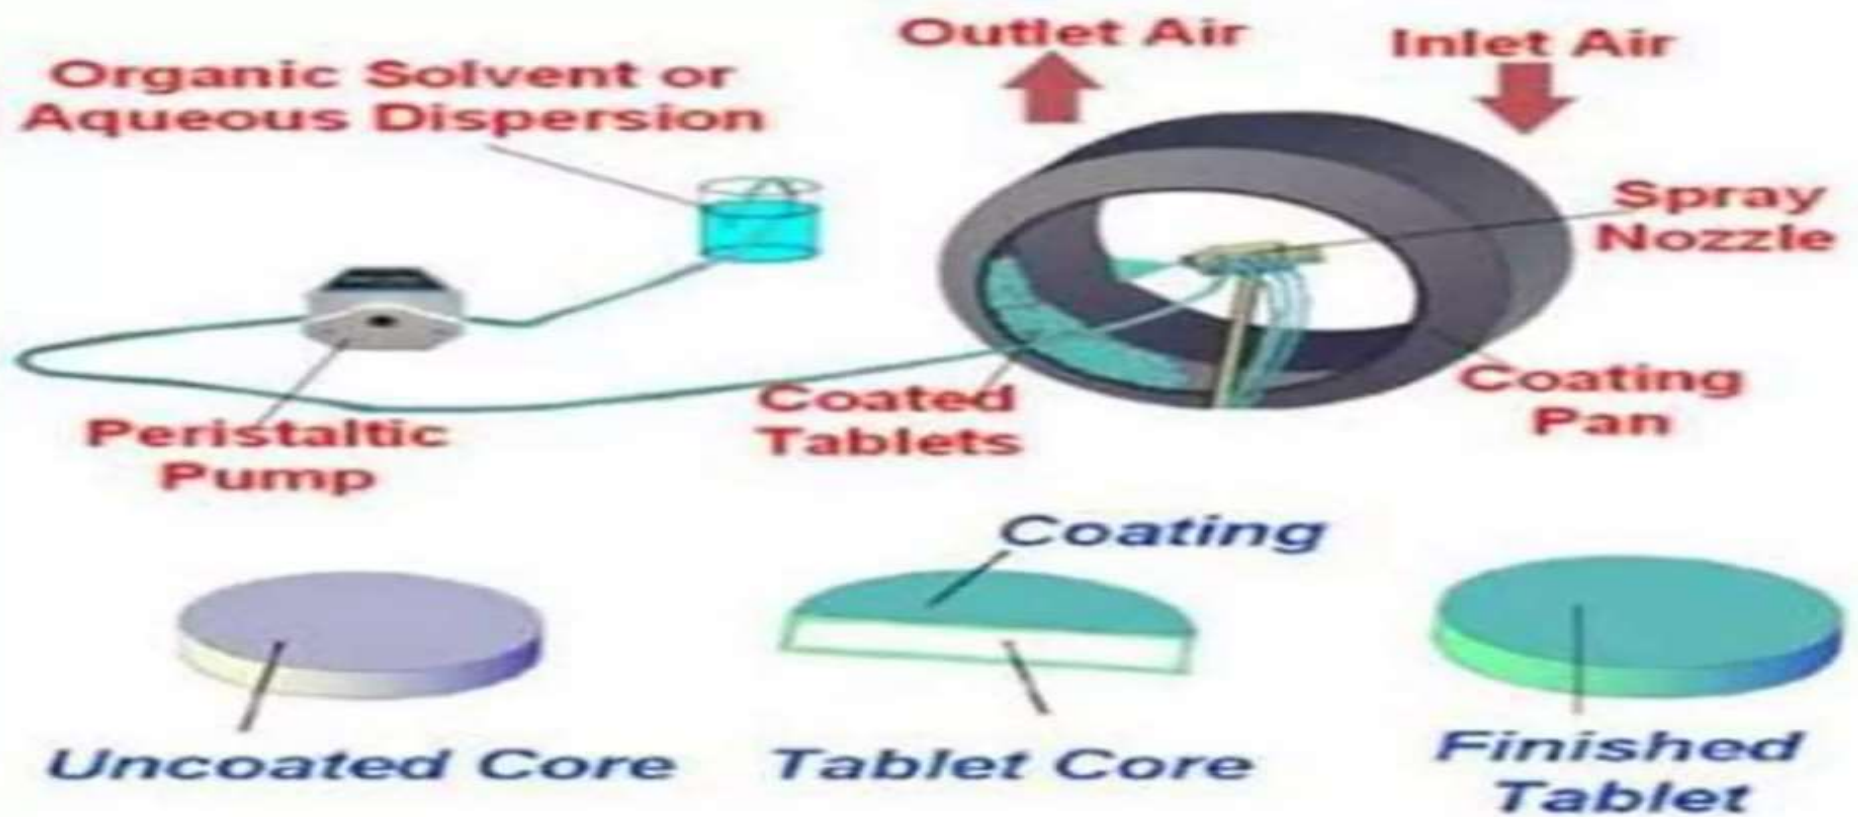 Outlet Air
Inlet Air
Organic Solvent or
Aqueous Dispersion
Spray
Nozzle
Coating
Pan
Coated
Tablets
Peristaltic
Pump
Coating
Uncoated Core
Tablet Core
Finished
Tablet